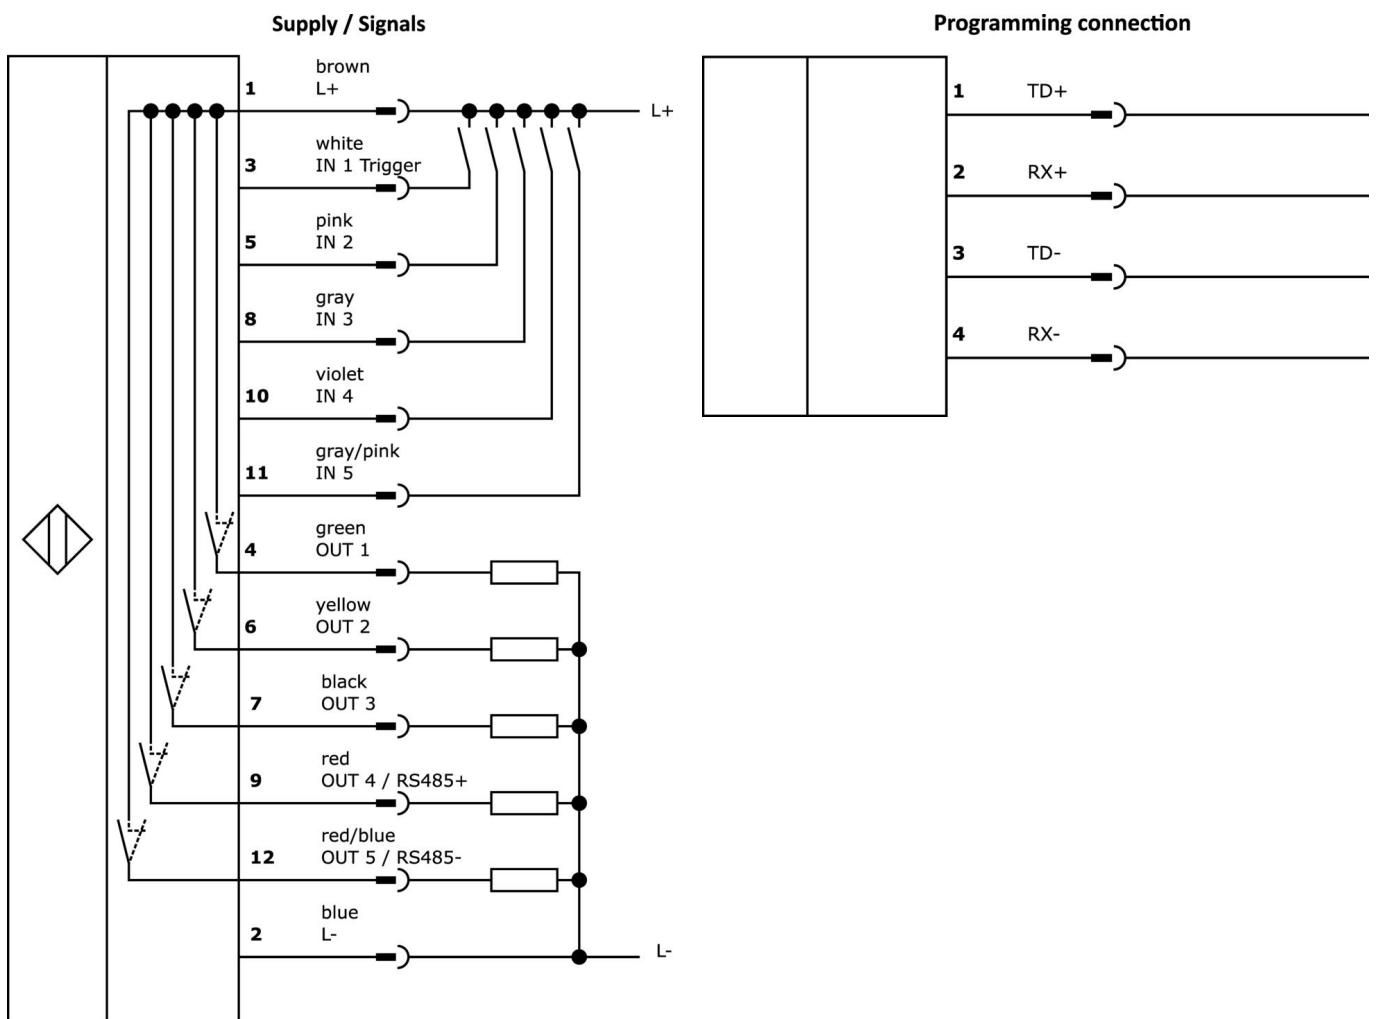 Supply / Signals
brown
1 L+
L+
white
3 IN 1 Trigger
pink
5 IN 2
gray
8 IN 3
violet
10 IN 4
gray/pink
11 IN 5
green
4 OUT 1
yellow
6 OUT 2
black
7 OUT 3
red
9 OUT 4 / RS485+
red/blue
12 OUT 5 / RS485-
blue
2 L-
L-
Programming connection
1 TD+
2 RX+
3 TD-
4 RX-